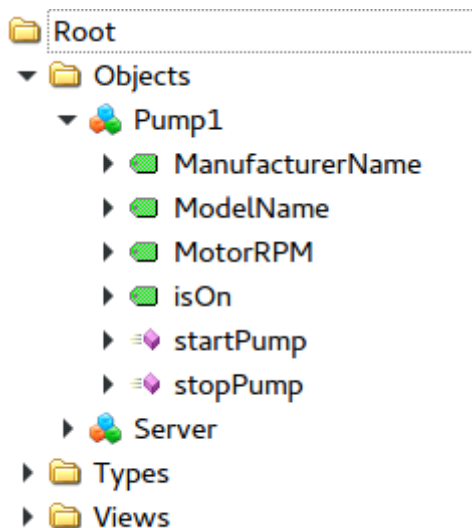 Root
Objects
Pump1
ManufacturerName
ModelName
MotorRPM
isOn
startPump
stopPump
Server
Types
Views